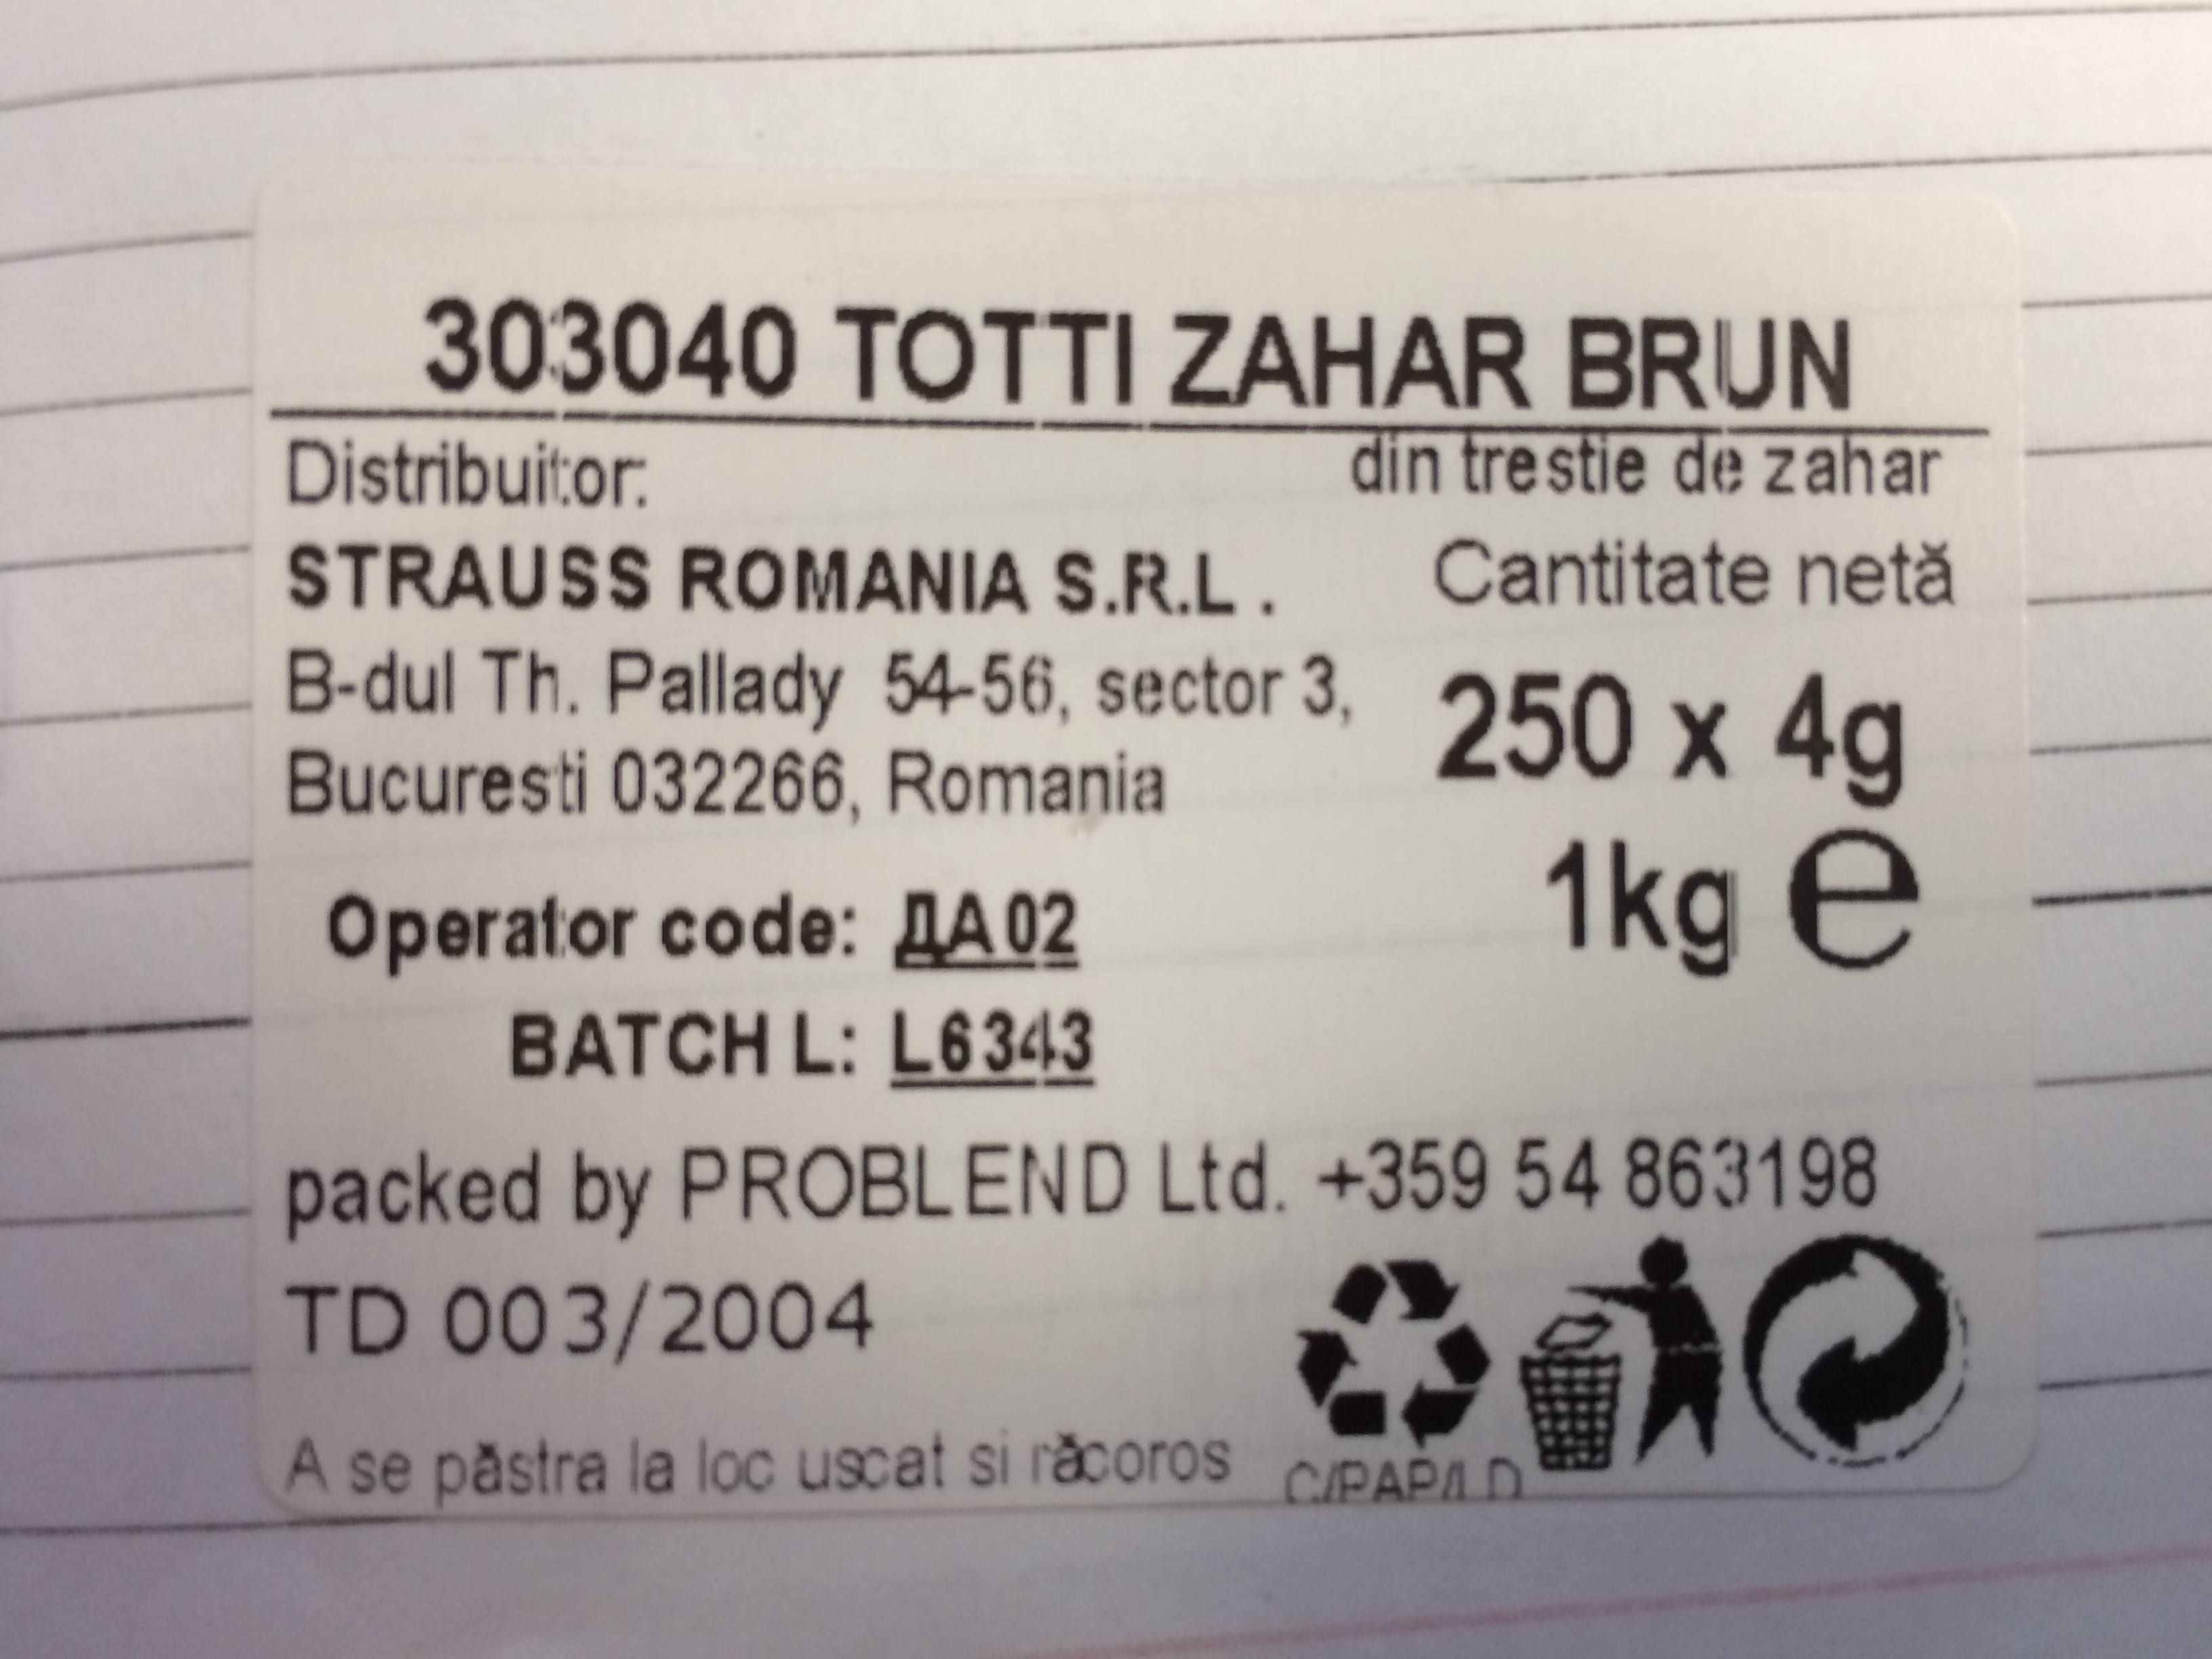 303040 TOTTI ZAHAR BRUN
Distribuitor:
din trestie de zahar
STRAUSS ROMANIA S.R.L .
Cantitate netă
B-dul Th. Pallady 54-56, sector 3,
250 x 4g
Bucuresti 032266, Romania
1kg e
Operator code: ДА02
BATCH L: L6343
packed by PROBLEND Ltd. +359 54 863198
TD 003/2004
A se păstra la loc uscat si răcoros